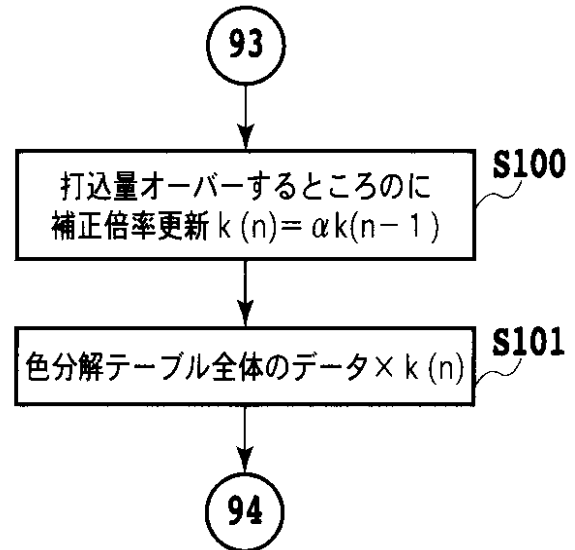 93
S100
打込量オーバーするところのに
補正倍率更新 k (n) = αk(n − 1)
S101
色分解テーブル全体のデータ × k (n)
94